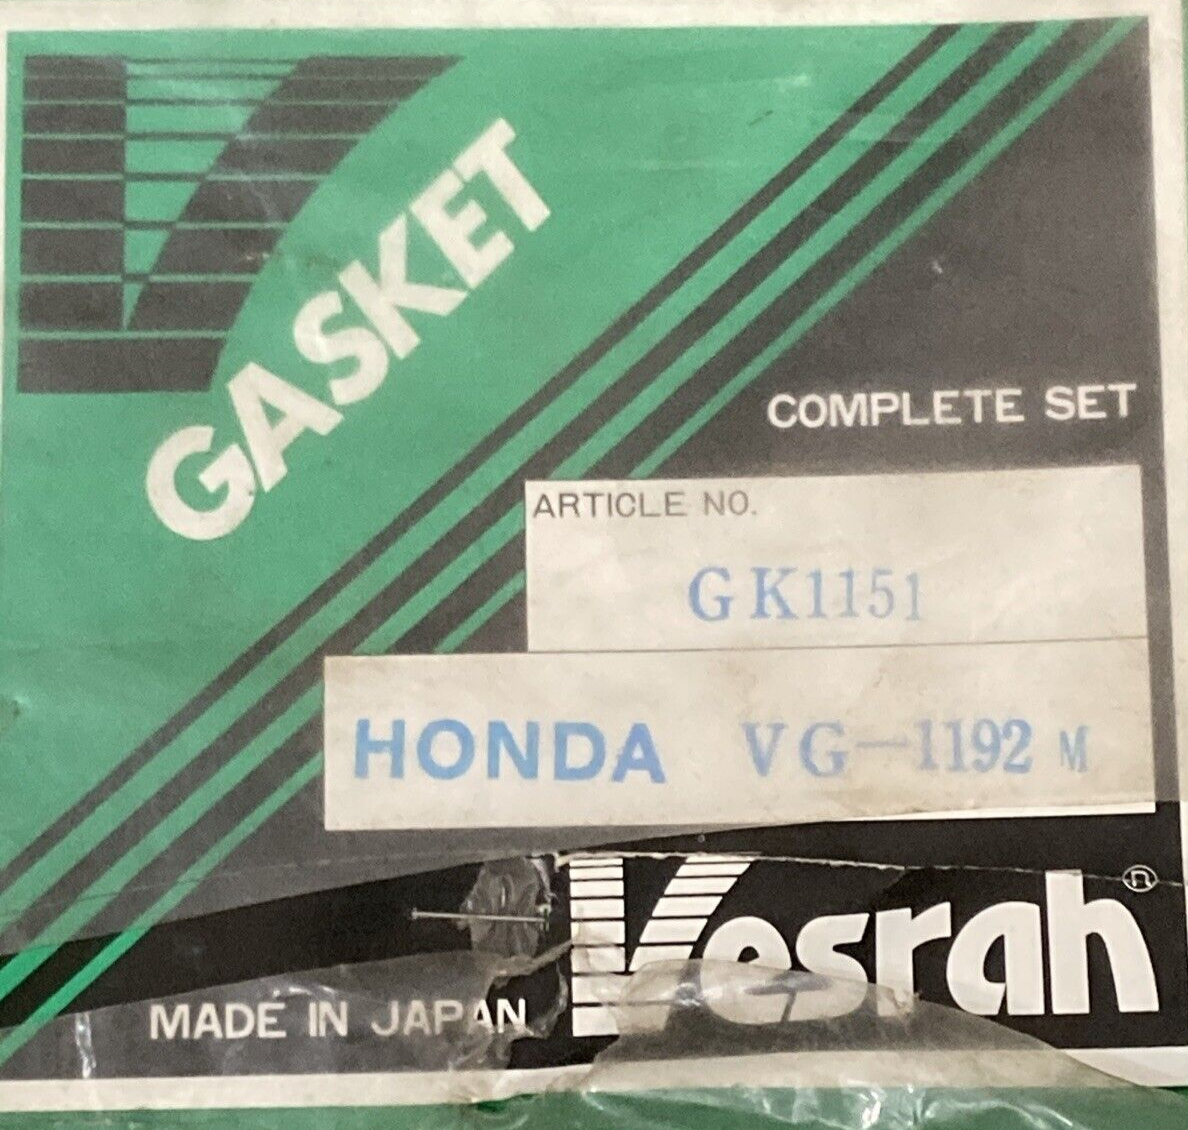 GASKET
COMPLETE SET
ARTICLE NO.
GK1151
HONDA VG-1192 M
Vesrah ®
MADE IN JAPAN